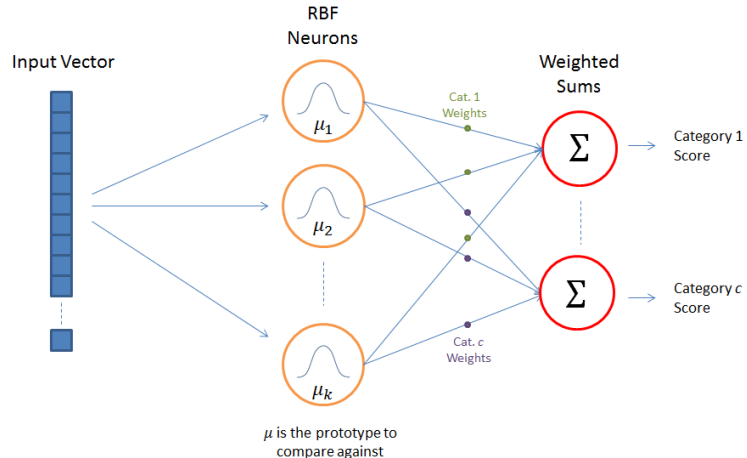 RBF
Neurons
Input Vector
Weighted
Sums
Cat. 1
Weights
μ₁
Σ
Category 1
Score
μ₂
Σ
Category c
Score
Cat. c
Weights
μₖ
μ is the prototype to
compare against